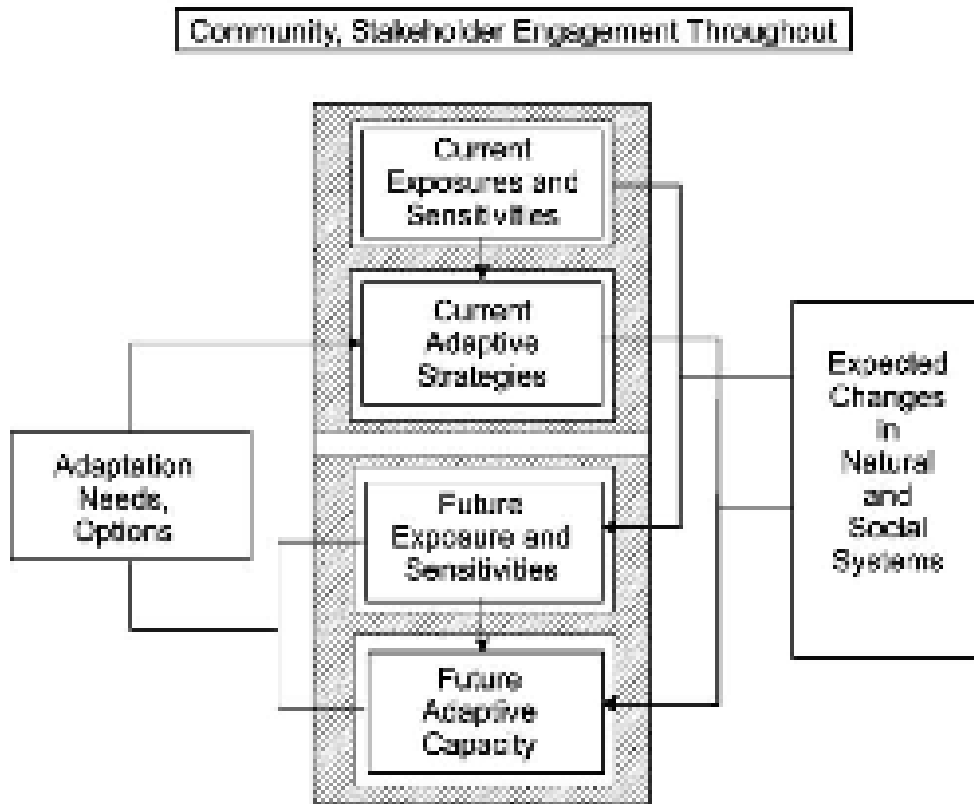 Community, Stakeholder Engagement Throughout
Current
Exposures and
Sensitivities
Current
Adaptive
Strategies
Adaptation
Needs,
Options
Future
Exposure and
Sensitivities
Future
Adaptive
Capacity
Expected
Changes
in
Natural
and
Social
Systems